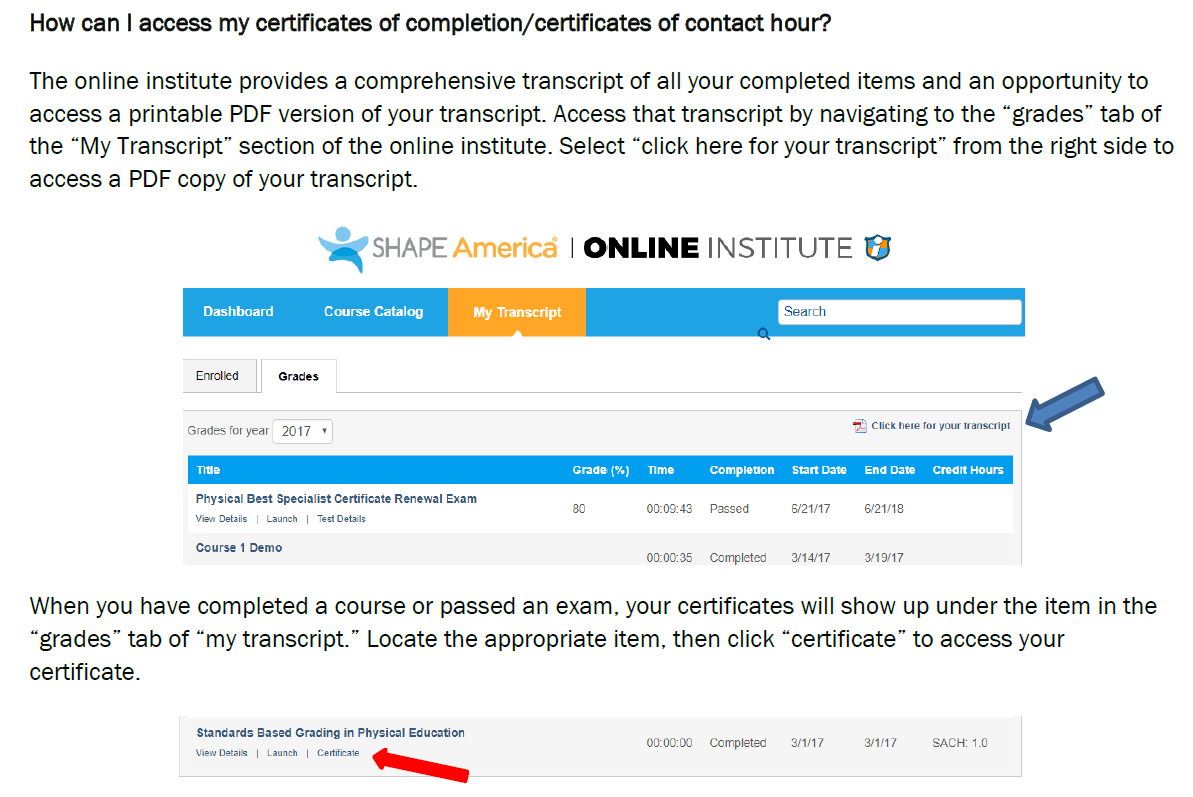 How can I access my certificates of completion/certificates of contact hour?
The online institute provides a comprehensive transcript of all your completed items and an opportunity to
access a printable PDF version of your transcript. Access that transcript by navigating to the “grades” tab of
the “My Transcript” section of the online institute. Select “click here for your transcript” from the right side to
access a PDF copy of your transcript.
SHAPE America® | ONLINE INSTITUTE
Dashboard Course Catalog My Transcript Search
Enrolled Grades
Grades for year 2017 Click here for your transcript
Title Grade (%) Time Completion Start Date End Date Credit Hours
Physical Best Specialist Certificate Renewal Exam
80 00:09:43 Passed 6/21/17 6/21/18
View Details | Launch | Test Details
Course 1 Demo
00:00:35 Completed 3/14/17 3/19/17
When you have completed a course or passed an exam, your certificates will show up under the item in the
“grades” tab of “my transcript.” Locate the appropriate item, then click “certificate” to access your
certificate.
Standards Based Grading in Physical Education
00:00:00 Completed 3/1/17 3/1/17 SACH: 1.0
View Details | Launch | Certificate